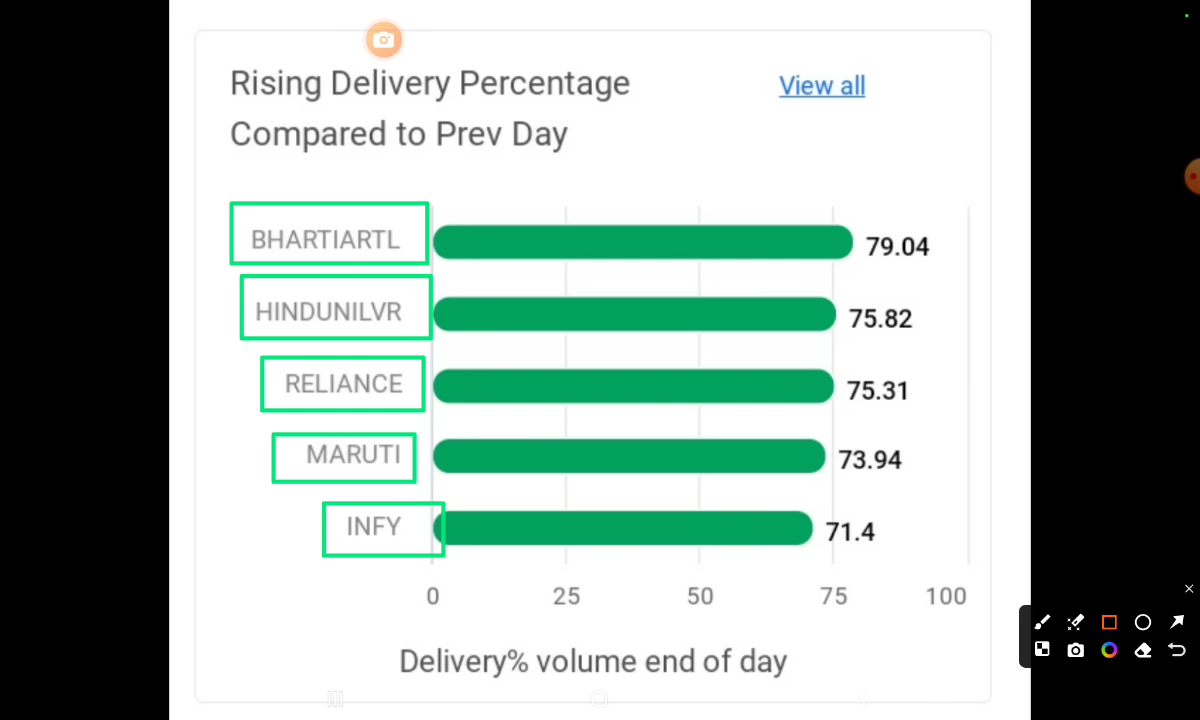 Rising Delivery Percentage
View all
Compared to Prev Day
BHARTIARTL
79.04
HINDUNILVR
75.82
RELIANCE
75.31
MARUTI
73.94
INFY
71.4
0 25 50 75 100
Delivery% volume end of day